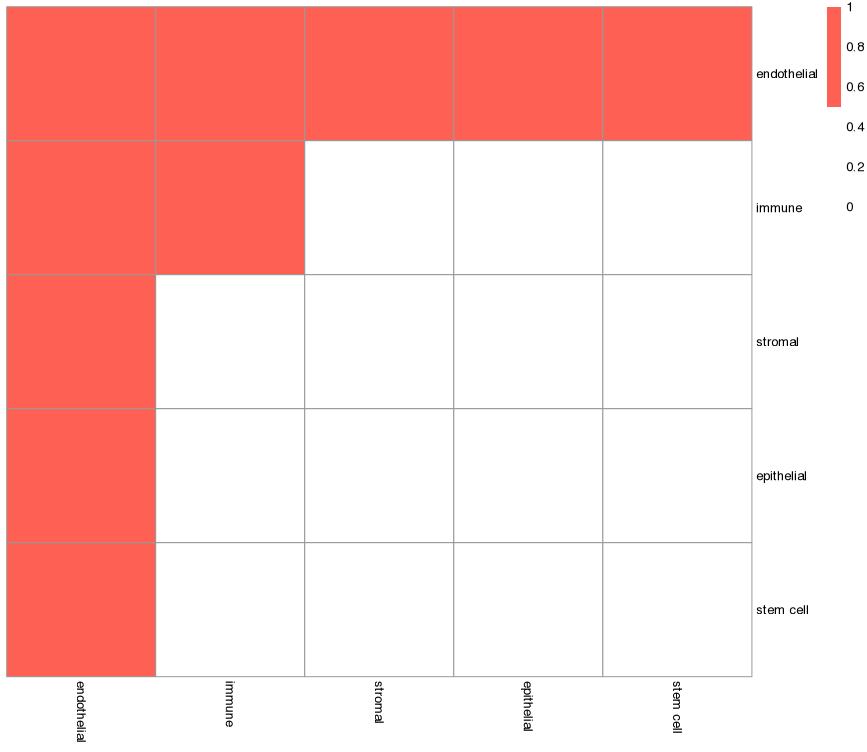 1
0.8
0.6
0.4
0.2
0
endothelial
immune
stromal
epithelial
stem cell
endothelial
immune
stromal
epithelial
stem cell